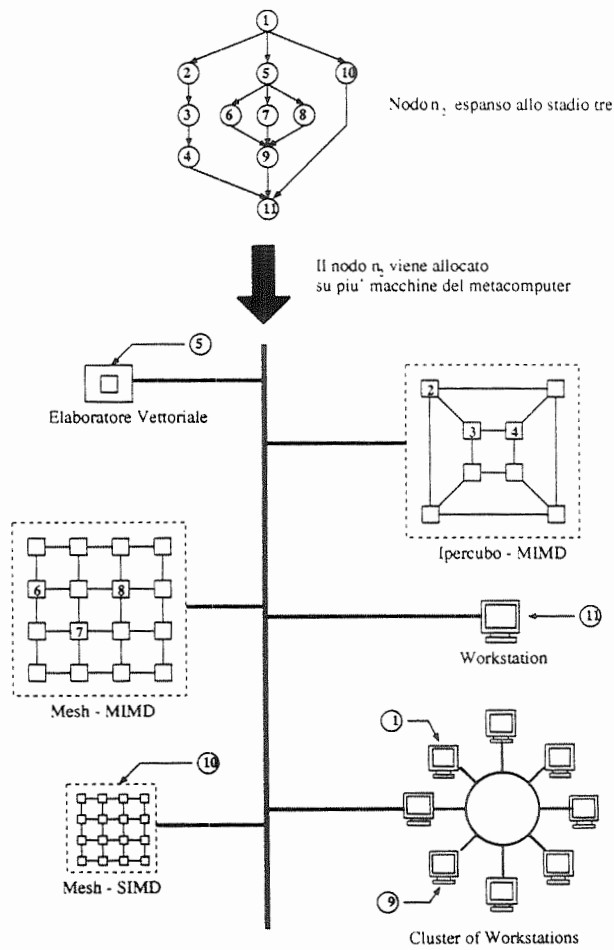 1
2
5
10
3
6
7
8
4
9
11
Nodo n, espanso allo stadio tre
Il nodo n, viene allocato
su piu' macchine del metacomputer
5
Elaboratore Vettoriale
2
3
4
Ipercubo - MIMD
6
8
7
Mesh - MIMD
11
Workstation
10
Mesh - SIMD
1
9
Cluster of Workstations